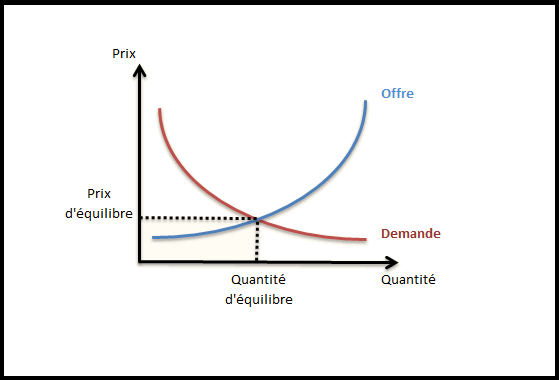 Prix
Offre
Prix
d'équilibre
Demande
Quantité
d'équilibre
Quantité